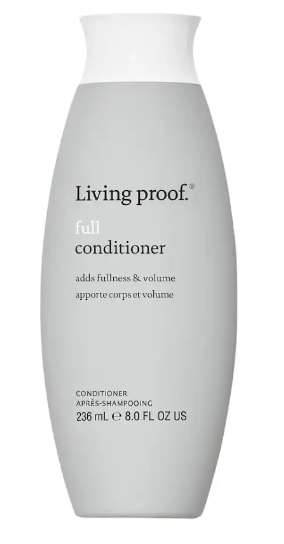 Living proof.®
full
conditioner
adds fullness & volume
apporte corps et volume
CONDITIONER
APRÈS-SHAMPOOING
236 mL ℮ 8.0 FL OZ US